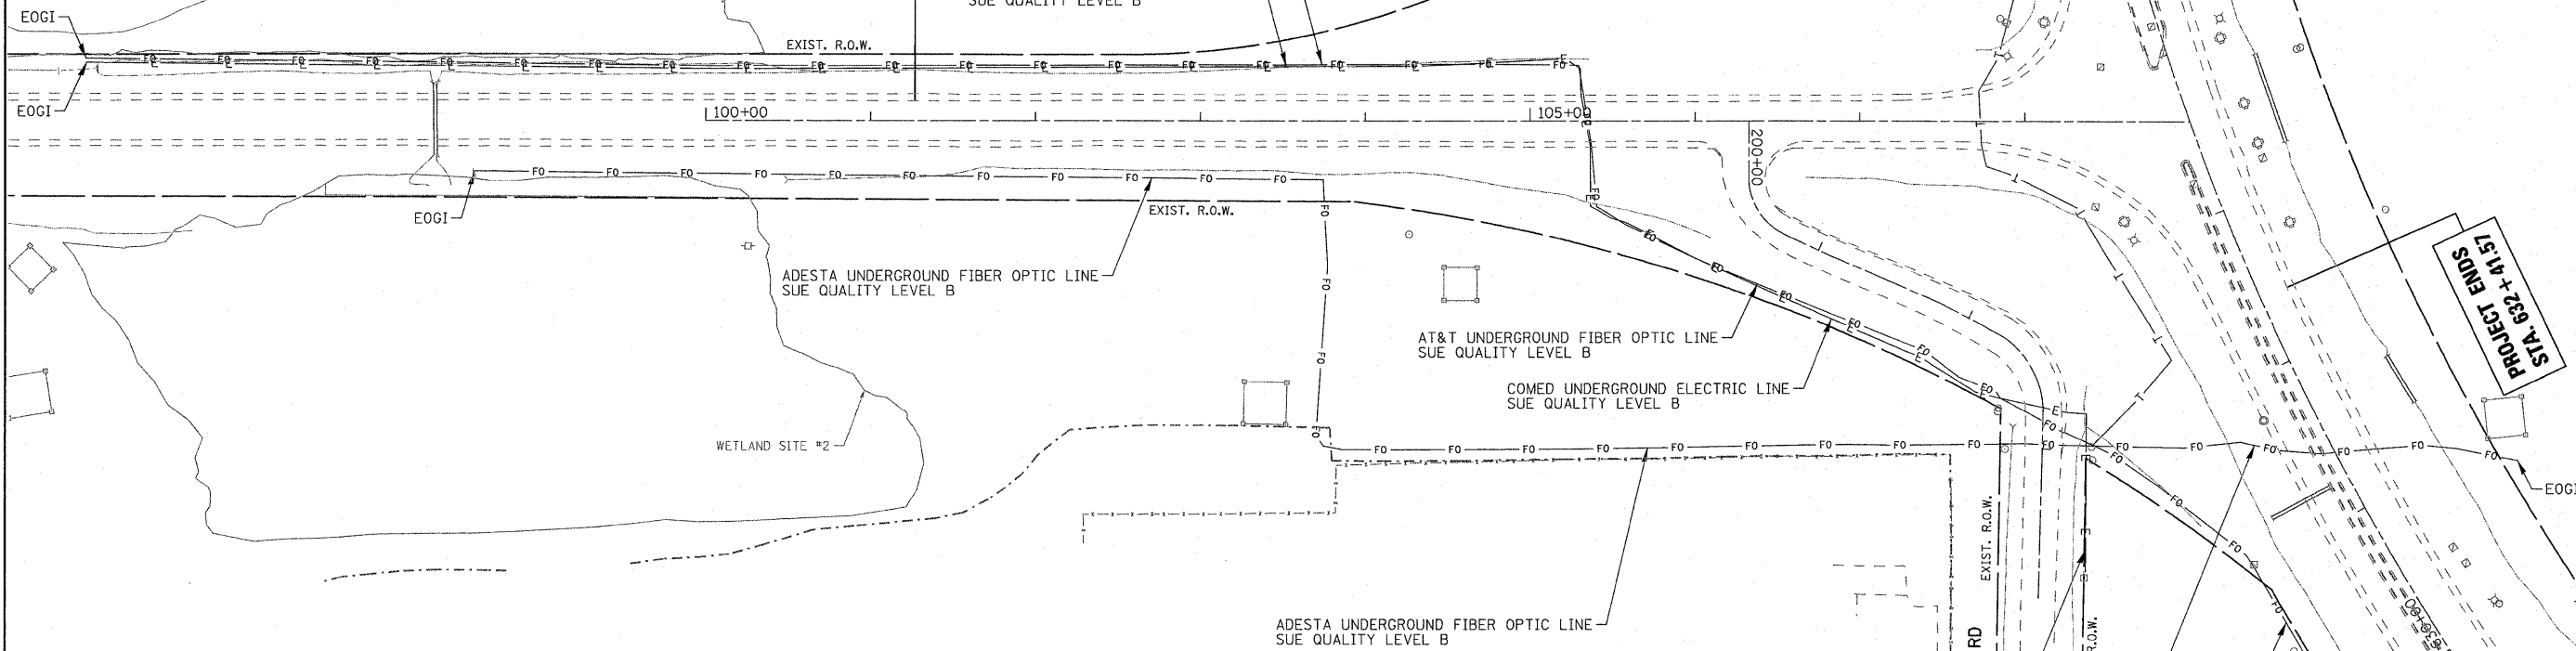 SUE QUALITY LEVEL B
EOGI
EXIST. R.O.W.
EOGI
100+00
105+00
200+00
EOGI
EXIST. R.O.W.
ADESTA UNDERGROUND FIBER OPTIC LINE
SUE QUALITY LEVEL B
PROJECT ENDS
STA. 632 + 41.57
AT&T UNDERGROUND FIBER OPTIC LINE
SUE QUALITY LEVEL B
COMED UNDERGROUND ELECTRIC LINE
SUE QUALITY LEVEL B
WETLAND SITE #2
EOGI
EXIST. R.O.W.
ADESTA UNDERGROUND FIBER OPTIC LINE
SUE QUALITY LEVEL B
RD
R.O.W.
630+00